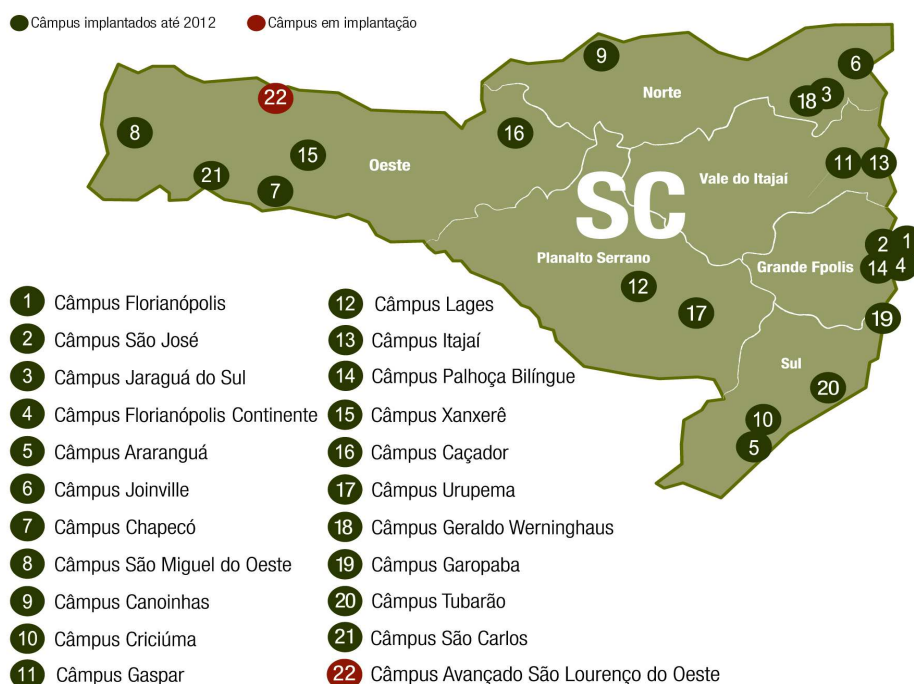 Câmpus implantados até 2012
Câmpus em implantação
9
6
Norte
3
18
22
8
16
15
Oeste
11
13
21
7
Vale do Itajaí
SC
2
1
Planalto Serrano
Grande Fpolis
14
4
12
17
19
Sul
20
10
5
1 Câmpus Florianópolis
2 Câmpus São José
3 Câmpus Jaraguá do Sul
4 Câmpus Florianópolis Continente
5 Câmpus Araranguá
6 Câmpus Joinville
7 Câmpus Chapecó
8 Câmpus São Miguel do Oeste
9 Câmpus Canoinhas
10 Câmpus Criciúma
11 Câmpus Gaspar
12 Câmpus Lages
13 Câmpus Itajaí
14 Câmpus Palhoça Bilíngue
15 Câmpus Xanxerê
16 Câmpus Caçador
17 Câmpus Urupema
18 Câmpus Geraldo Werninghaus
19 Câmpus Garopaba
20 Câmpus Tubarão
21 Câmpus São Carlos
22 Câmpus Avançado São Lourenço do Oeste